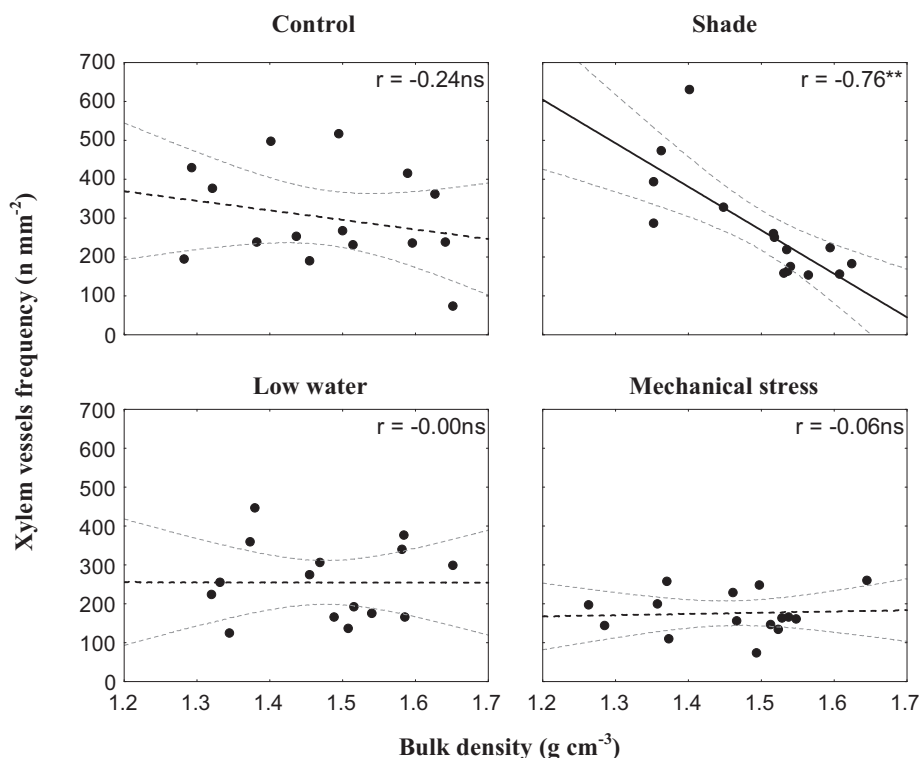 Control
Shade
700
600
500
400
300
200
100
0
r = -0.24ns
r = -0.76**
Xylem vessels frequency (n mm⁻²)
Low water
Mechanical stress
700
600
500
400
300
200
100
0
r = -0.00ns
r = -0.06ns
1.2 1.3 1.4 1.5 1.6 1.7
1.2 1.3 1.4 1.5 1.6 1.7
Bulk density (g cm⁻³)